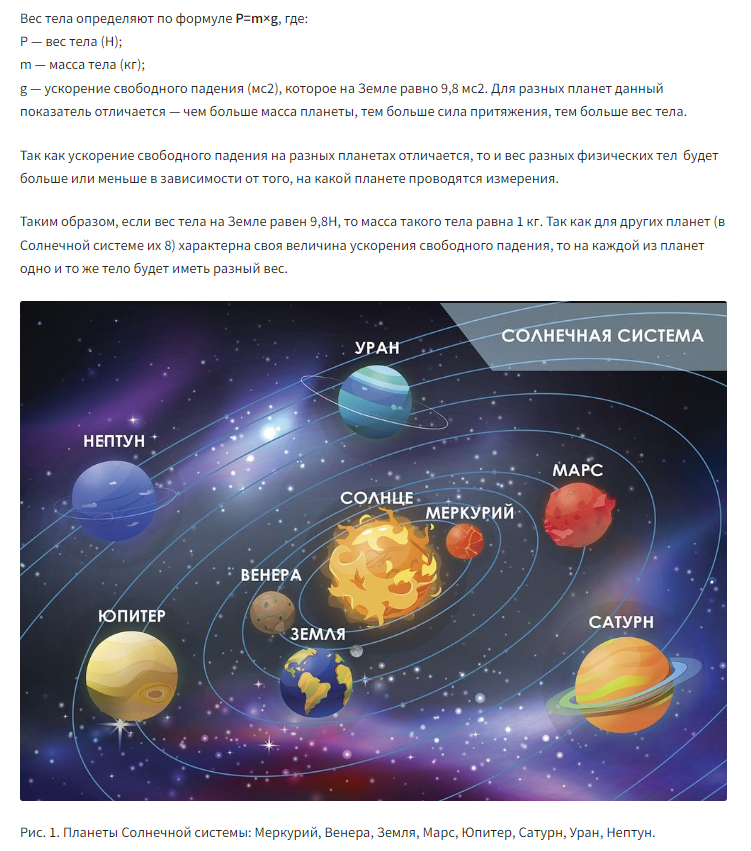 Вес тела определяют по формуле P=m×g, где:
P — вес тела (Н);
m — масса тела (кг);
g — ускорение свободного падения (мс2), которое на Земле равно 9,8 мс2. Для разных планет данный
показатель отличается — чем больше масса планеты, тем больше сила притяжения, тем больше вес тела.
Так как ускорение свободного падения на разных планетах отличается, то и вес разных физических тел будет
больше или меньше в зависимости от того, на какой планете проводятся измерения.
Таким образом, если вес тела на Земле равен 9,8Н, то масса такого тела равна 1 кг. Так как для других планет (в
Солнечной системе их 8) характерна своя величина ускорения свободного падения, то на каждой из планет
одно и то же тело будет иметь разный вес.
СОЛНЕЧНАЯ СИСТЕМА
УРАН
НЕПТУН
МАРС
СОЛНЦЕ
МЕРКУРИЙ
ВЕНЕРА
ЮПИТЕР
САТУРН
ЗЕМЛЯ
Рис. 1. Планеты Солнечной системы: Меркурий, Венера, Земля, Марс, Юпитер, Сатурн, Уран, Нептун.